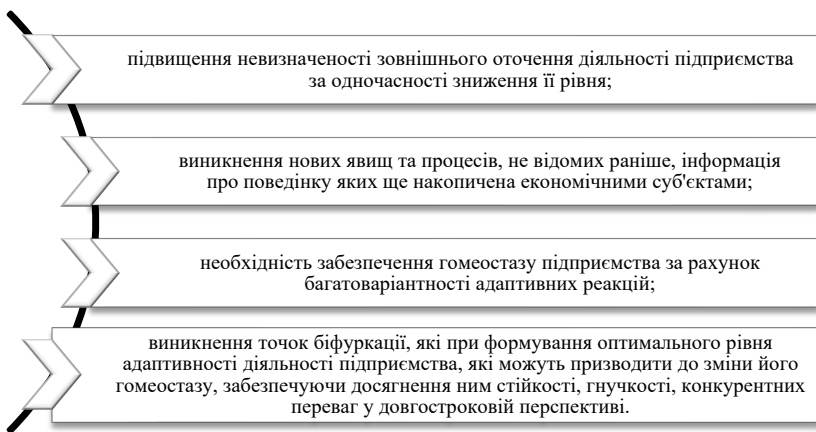 підвищення невизначеності зовнішнього оточення діяльності підприємства
за одночасності зниження її рівня;
виникнення нових явищ та процесів, не відомих раніше, інформація
про поведінку яких ще накопичена економічними суб'єктами;
необхідність забезпечення гомеостазу підприємства за рахунок
багатоваріантності адаптивних реакцій;
виникнення точок біфуркації, які при формування оптимального рівня
адаптивності діяльності підприємства, які можуть призводити до зміни його
гомеостазу, забезпечуючи досягнення ним стійкості, гнучкості, конкурентних
переваг у довгостроковій перспективі.